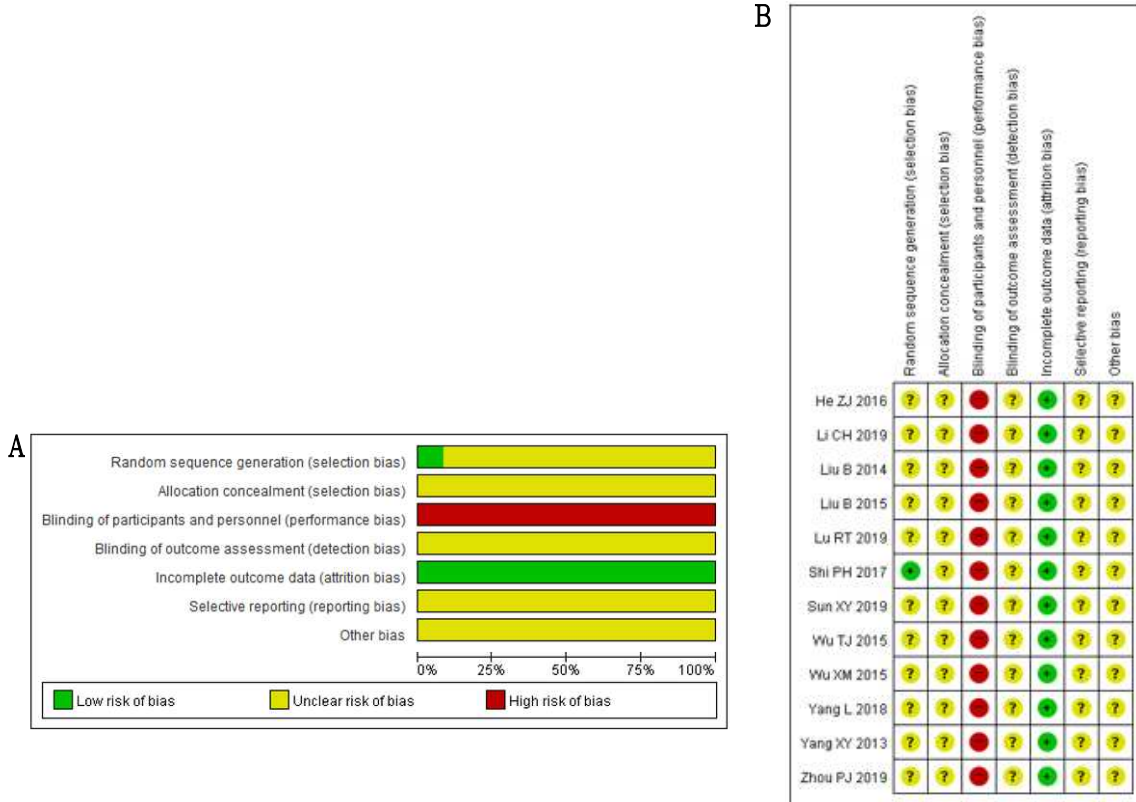 A
Random sequence generation (selection bias)
Allocation concealment (selection bias)
Blinding of participants and personnel (performance bias)
Blinding of outcome assessment (detection bias)
Incomplete outcome data (attrition bias)
Selective reporting (reporting bias)
Other bias
0% 25% 50% 75% 100%
Low risk of bias Unclear risk of bias High risk of bias
B
Random sequence generation (selection bias)
Allocation concealment (selection bias)
Blinding of participants and personnel (performance bias)
Blinding of outcome assessment (detection bias)
Incomplete outcome data (attrition bias)
Selective reporting (reporting bias)
Other bias
He ZJ 2016 ? ? - ? + ? ?
Li CH 2019 ? ? - ? + ? ?
Liu B 2014 ? ? - ? + ? ?
Liu B 2015 ? ? - ? + ? ?
Lu RT 2019 ? ? - ? + ? ?
Shi PH 2017 + ? - ? + ? ?
Sun XY 2019 ? ? - ? + ? ?
Wu TJ 2015 ? ? - ? + ? ?
Wu XM 2015 ? ? - ? + ? ?
Yang L 2018 ? ? - ? + ? ?
Yang XY 2013 ? ? - ? + ? ?
Zhou PJ 2019 ? ? - ? + ? ?